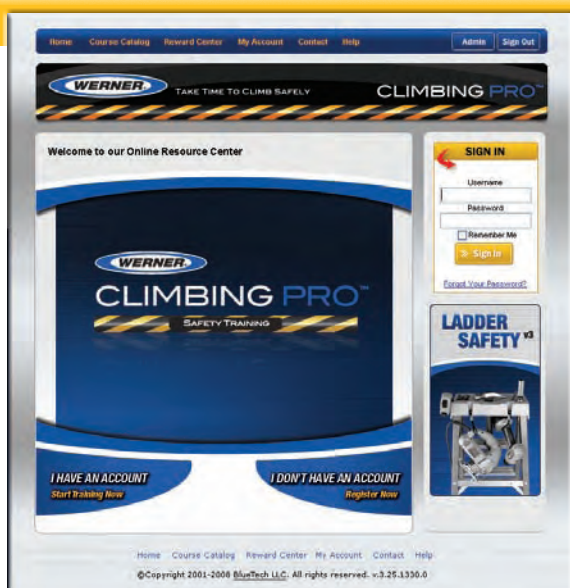 Home Course Catalog Reward Center My Account Contact Help Admin Sign Out
WERNER. TAKE TIME TO CLIMB SAFELY CLIMBING PRO™
Welcome to our Online Resource Center
WERNER.
CLIMBING PRO™
SAFETY TRAINING
I HAVE AN ACCOUNT
Start Training Now
I DON'T HAVE AN ACCOUNT
Register Now
SIGN IN
Username
Password
Remember Me
Sign In
Forgot Your Password?
LADDER
SAFETY v3
Home Course Catalog Reward Center My Account Contact Help
©Copyright 2001-2008 BlueTech LLC. All rights reserved. v.3.25.1330.0